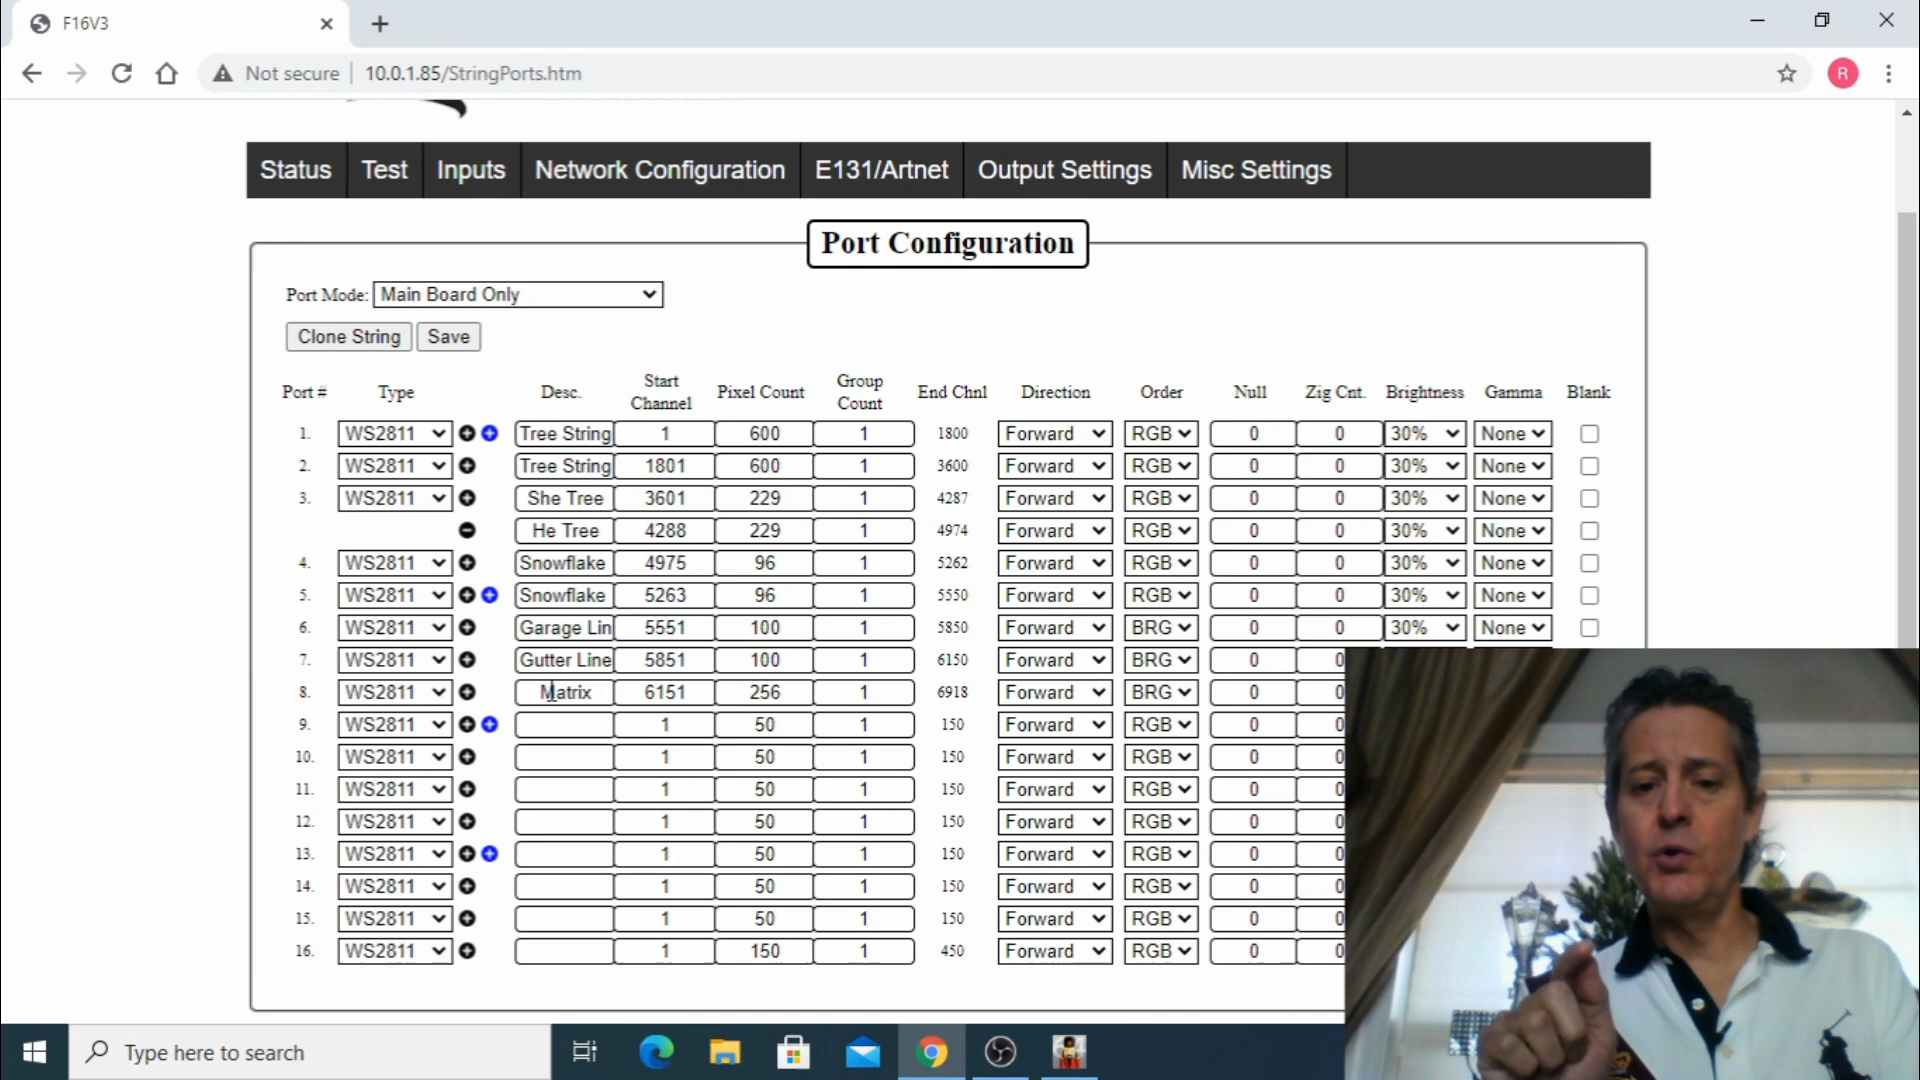 F16V3
Not secure | 10.0.1.85/StringPorts.htm
R
Status Test Inputs Network Configuration E131/Artnet Output Settings Misc Settings
Port Configuration
Port Mode: Main Board Only
Clone String Save
Port # Type Desc. Start Channel Pixel Count Group Count End Chnl Direction Order Null Zig Cnt. Brightness Gamma Blank
1. WS2811 Tree String 1 600 1 1800 Forward RGB 0 0 30% None
2. WS2811 Tree String 1801 600 1 3600 Forward RGB 0 0 30% None
3. WS2811 She Tree 3601 229 1 4287 Forward RGB 0 0 30% None
He Tree 4288 229 1 4974 Forward RGB 0 0 30% None
4. WS2811 Snowflake 4975 96 1 5262 Forward RGB 0 0 30% None
5. WS2811 Snowflake 5263 96 1 5550 Forward RGB 0 0 30% None
6. WS2811 Garage Lin 5551 100 1 5850 Forward BRG 0 0 30% None
7. WS2811 Gutter Line 5851 100 1 6150 Forward BRG 0 0
8. WS2811 Matrix 6151 256 1 6918 Forward BRG 0 0
9. WS2811 1 50 1 150 Forward RGB 0 0
10. WS2811 1 50 1 150 Forward RGB 0 0
11. WS2811 1 50 1 150 Forward RGB 0 0
12. WS2811 1 50 1 150 Forward RGB 0 0
13. WS2811 1 50 1 150 Forward RGB 0 0
14. WS2811 1 50 1 150 Forward RGB 0 0
15. WS2811 1 50 1 150 Forward RGB 0 0
16. WS2811 1 150 1 450 Forward RGB 0 0
Type here to search